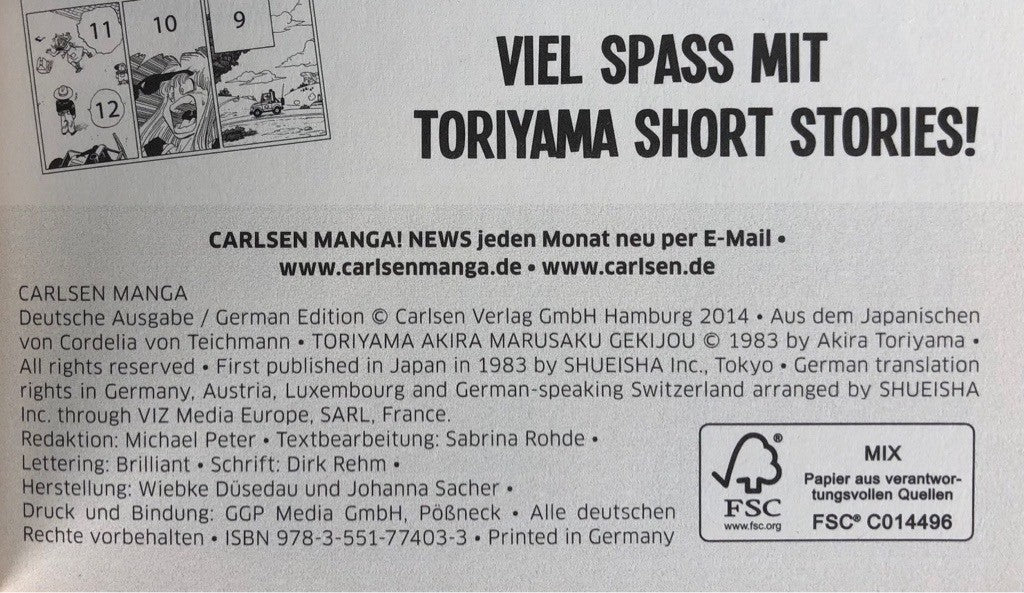 11
10
9
12
VIEL SPASS MIT
TORIYAMA SHORT STORIES!
CARLSEN MANGA! NEWS jeden Monat neu per E-Mail •
www.carlsenmanga.de • www.carlsen.de
CARLSEN MANGA
Deutsche Ausgabe / German Edition © Carlsen Verlag GmbH Hamburg 2014 • Aus dem Japanischen
von Cordelia von Teichmann • TORIYAMA AKIRA MARUSAKU GEKIJOU © 1983 by Akira Toriyama •
All rights reserved • First published in Japan in 1983 by SHUEISHA Inc., Tokyo • German translation
rights in Germany, Austria, Luxembourg and German-speaking Switzerland arranged by SHUEISHA
Inc. through VIZ Media Europe, SARL, France.
Redaktion: Michael Peter • Textbearbeitung: Sabrina Rohde •
Lettering: Brilliant • Schrift: Dirk Rehm •
Herstellung: Wiebke Düsedau und Johanna Sacher •
Druck und Bindung: GGP Media GmbH, Pößneck • Alle deutschen
Rechte vorbehalten • ISBN 978-3-551-77403-3 • Printed in Germany
®
FSC
www.fsc.org
MIX
Papier aus verantwor-
tungsvollen Quellen
FSC® C014496